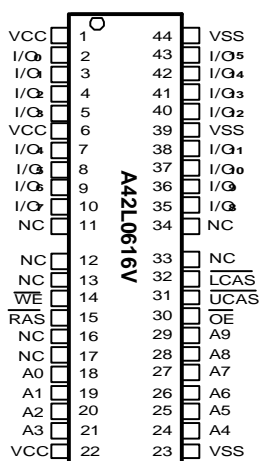 VCC 1 44 VSS
I/O0 2 43 I/O15
I/O1 3 42 I/O14
I/O2 4 41 I/O13
I/O3 5 40 I/O12
VCC 6 39 VSS
I/O4 7 38 I/O11
I/O5 8 37 I/O10
I/O6 9 36 I/O9
I/O7 10 35 I/O8
NC 11 34 NC
A42L0616V
NC 12 33 NC
NC 13 32 LCAS
WE 14 31 UCAS
RAS 15 30 OE
NC 16 29 A9
NC 17 28 A8
A0 18 27 A7
A1 19 26 A6
A2 20 25 A5
A3 21 24 A4
VCC 22 23 VSS